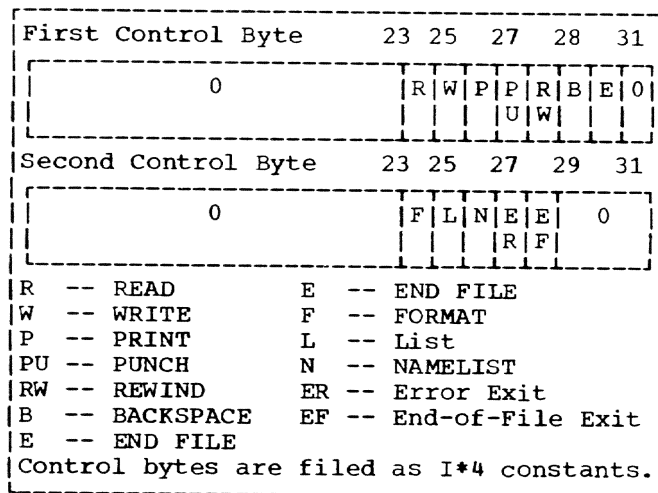 First Control Byte 23 25 27 28 31
0 R W P P R B E 0
U W
Second Control Byte 23 25 27 29 31
0 F L N E E 0
R F
R -- READ E -- END FILE
W -- WRITE F -- FORMAT
P -- PRINT L -- List
PU -- PUNCH N -- NAMELIST
RW -- REWIND ER -- Error Exit
B -- BACKSPACE EF -- End-of-File Exit
E -- END FILE
Control bytes are filed as I*4 constants.